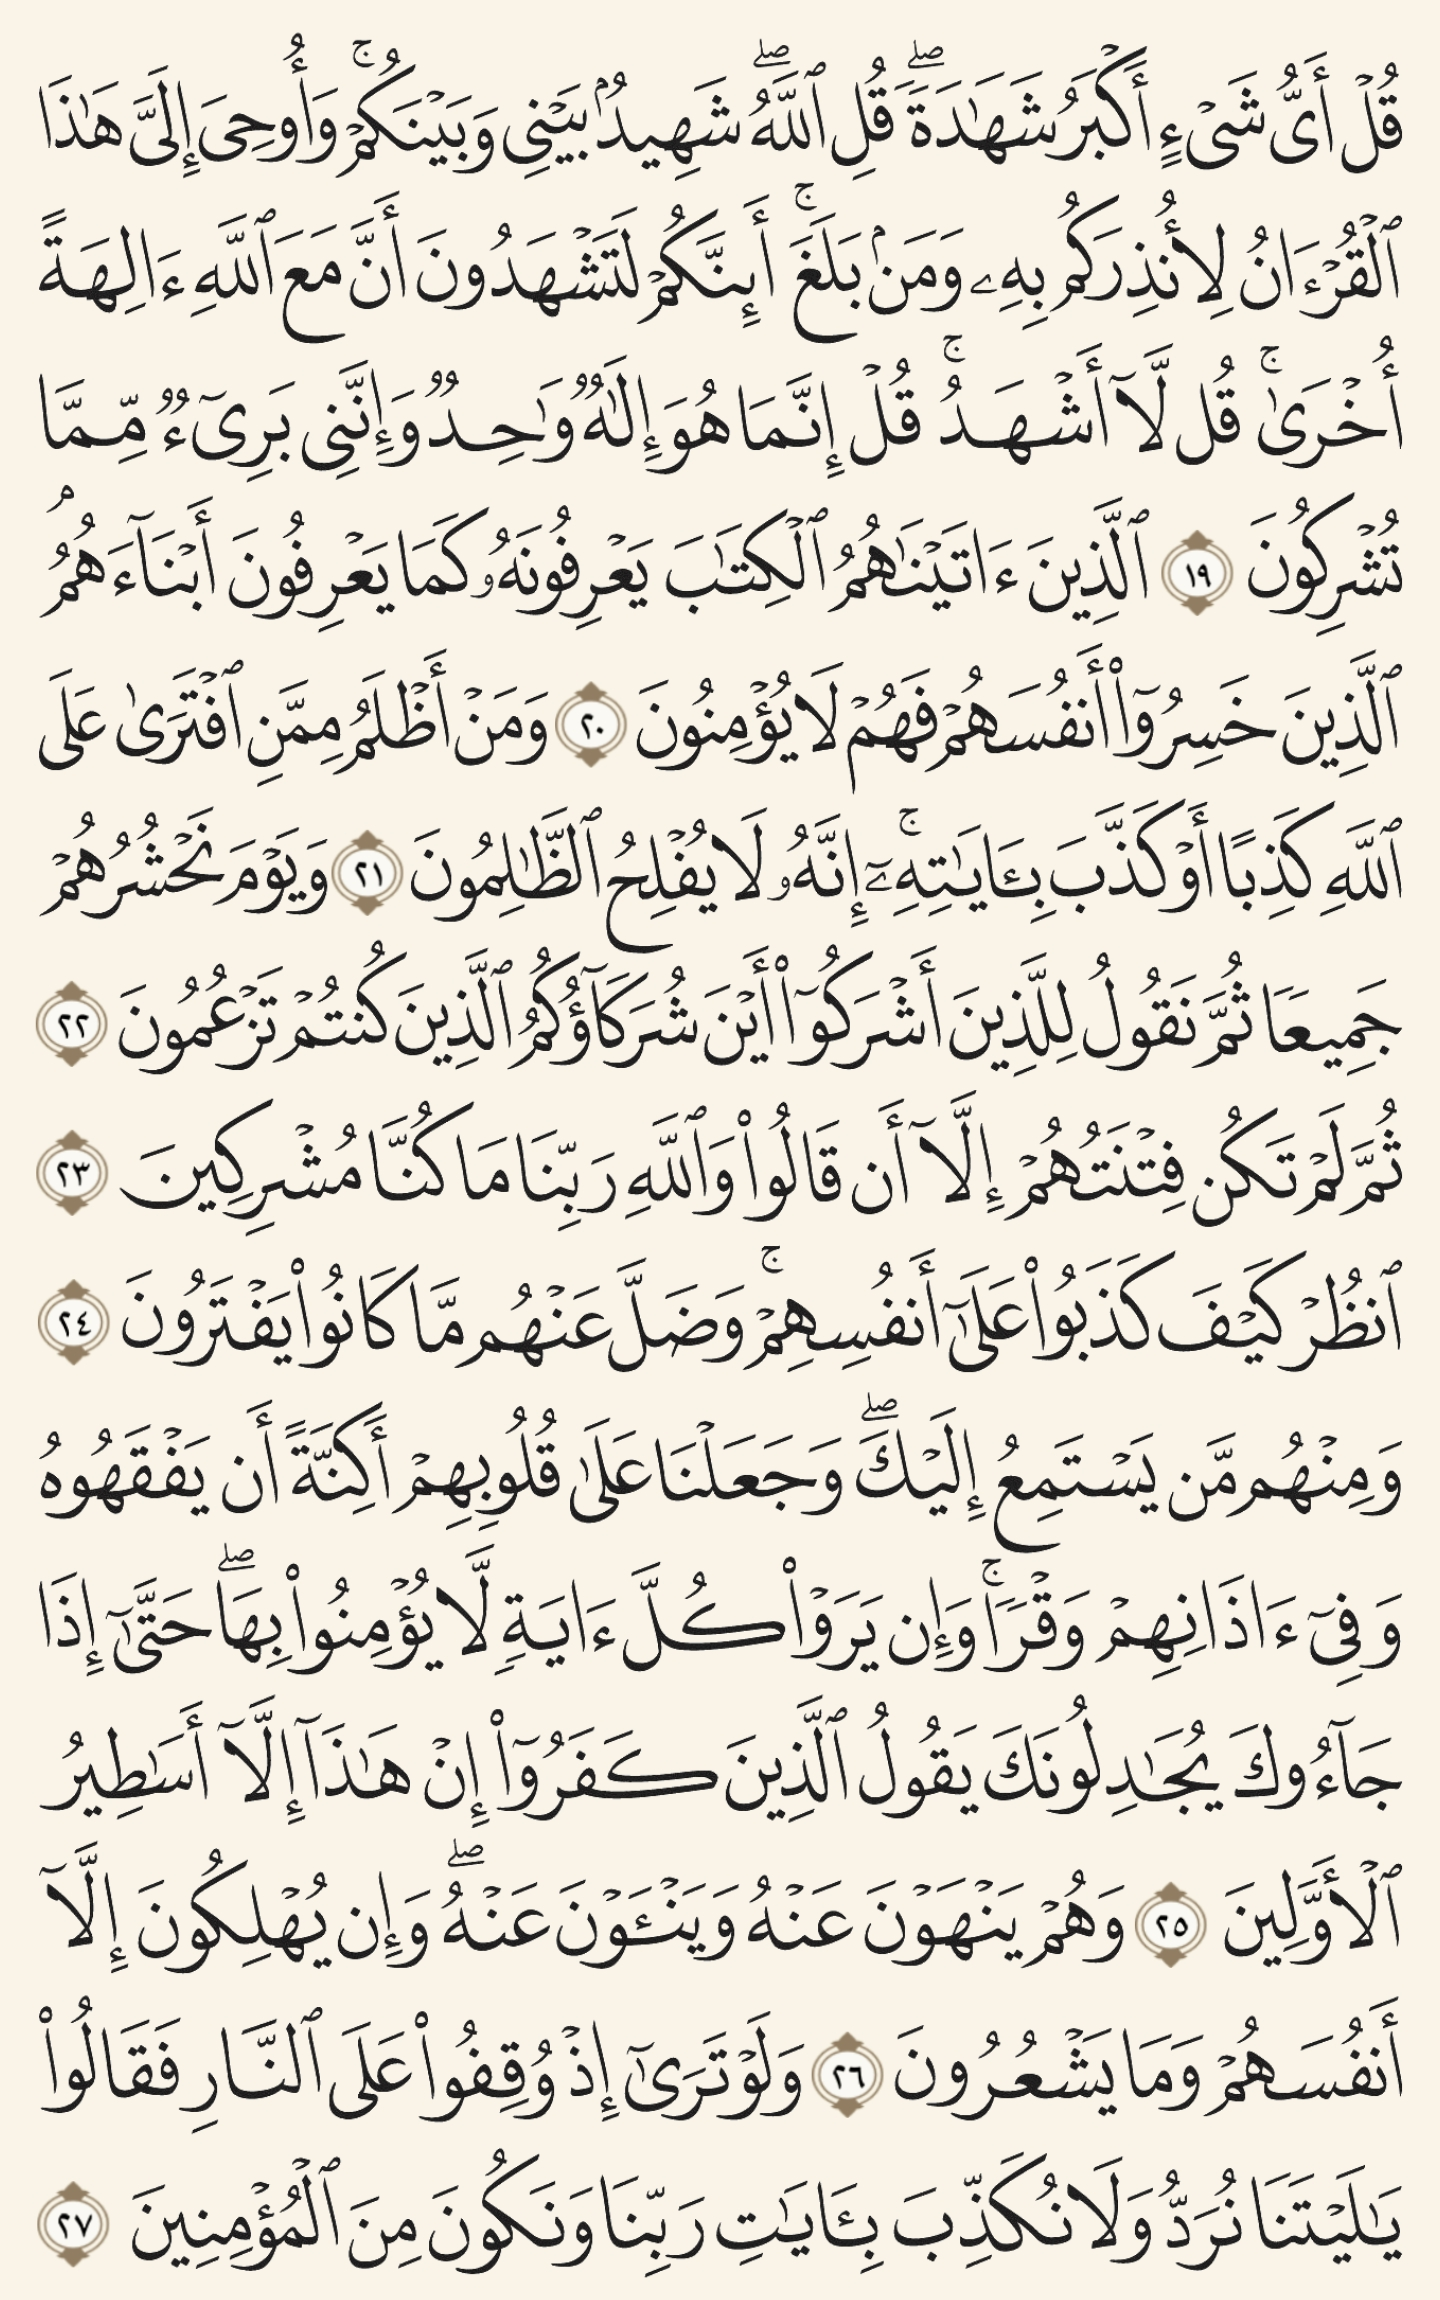 قُلْ أَىُّ شَىْءٍ أَكْبَرُ شَهَٰدَةًۖ قُلِ ٱللَّهُۖ شَهِيدٌۢ بَيْنِى وَبَيْنَكُمْۚ وَأُوحِىَ إِلَىَّ هَٰذَا
ٱلْقُرْءَانُ لِأُنذِرَكُم بِهِۦ وَمَنۢ بَلَغَۚ أَئِنَّكُمْ لَتَشْهَدُونَ أَنَّ مَعَ ٱللَّهِ ءَالِهَةً
أُخْرَىٰۚ قُل لَّآ أَشْهَدُۚ قُلْ إِنَّمَا هُوَ إِلَٰهٌ وَٰحِدٌ وَإِنَّنِى بَرِىٓءٌ مِّمَّا
تُشْرِكُونَ ١٩ ٱلَّذِينَ ءَاتَيْنَٰهُمُ ٱلْكِتَٰبَ يَعْرِفُونَهُۥ كَمَا يَعْرِفُونَ أَبْنَآءَهُمُۘ
ٱلَّذِينَ خَسِرُوٓا۟ أَنفُسَهُمْ فَهُمْ لَا يُؤْمِنُونَ ٢٠ وَمَنْ أَظْلَمُ مِمَّنِ ٱفْتَرَىٰ عَلَى
ٱللَّهِ كَذِبًا أَوْ كَذَّبَ بِـَٔايَٰتِهِۦٓۚ إِنَّهُۥ لَا يُفْلِحُ ٱلظَّٰلِمُونَ ٢١ وَيَوْمَ نَحْشُرُهُمْ
جَمِيعًا ثُمَّ نَقُولُ لِلَّذِينَ أَشْرَكُوٓا۟ أَيْنَ شُرَكَآؤُكُمُ ٱلَّذِينَ كُنتُمْ تَزْعُمُونَ ٢٢
ثُمَّ لَمْ تَكُن فِتْنَتُهُمْ إِلَّآ أَن قَالُوا۟ وَٱللَّهِ رَبِّنَا مَا كُنَّا مُشْرِكِينَ ٢٣
ٱنظُرْ كَيْفَ كَذَبُوا۟ عَلَىٰٓ أَنفُسِهِمْۚ وَضَلَّ عَنْهُم مَّا كَانُوا۟ يَفْتَرُونَ ٢٤
وَمِنْهُم مَّن يَسْتَمِعُ إِلَيْكَۖ وَجَعَلْنَا عَلَىٰ قُلُوبِهِمْ أَكِنَّةً أَن يَفْقَهُوهُ
وَفِىٓ ءَاذَانِهِمْ وَقْرًاۚ وَإِن يَرَوْا۟ كُلَّ ءَايَةٍ لَّا يُؤْمِنُوا۟ بِهَاۖ حَتَّىٰٓ إِذَا
جَآءُوكَ يُجَٰدِلُونَكَ يَقُولُ ٱلَّذِينَ كَفَرُوٓا۟ إِنْ هَٰذَآ إِلَّآ أَسَٰطِيرُ
ٱلْأَوَّلِينَ ٢٥ وَهُمْ يَنْهَوْنَ عَنْهُ وَيَنْـَٔوْنَ عَنْهُۖ وَإِن يُهْلِكُونَ إِلَّآ
أَنفُسَهُمْ وَمَا يَشْعُرُونَ ٢٦ وَلَوْ تَرَىٰٓ إِذْ وُقِفُوا۟ عَلَى ٱلنَّارِ فَقَالُوا۟
يَٰلَيْتَنَا نُرَدُّ وَلَا نُكَذِّبَ بِـَٔايَٰتِ رَبِّنَا وَنَكُونَ مِنَ ٱلْمُؤْمِنِينَ ٢٧